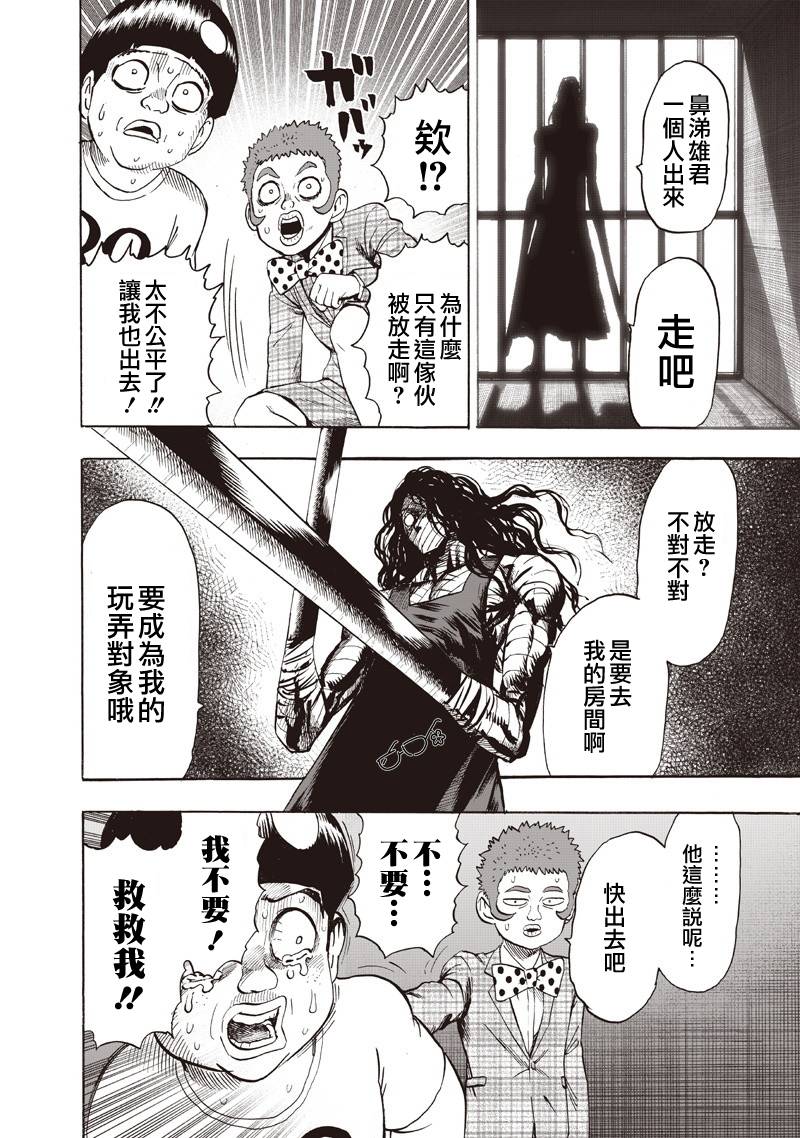 鼻涕雄君
一個人出來
走吧
ガバッ
欸!?
為什麼
只有這傢伙
被放走啊?
太不公平了!!
讓我也出去!
放走?
不對不對
是要去
我的房間啊
要成為我的
玩弄對象哦
………
他這麼說呢…
快出去吧
不…
不要…
我不要!
救救我!!